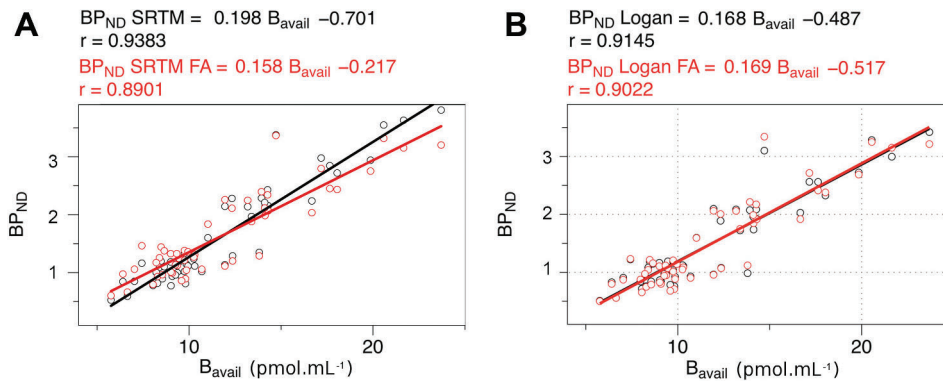 A
BP_ND SRTM = 0.198 B_avail −0.701
r = 0.9383
BP_ND SRTM FA = 0.158 B_avail −0.217
r = 0.8901
BP_ND
3
2
1
10
20
B_avail (pmol.mL⁻¹)
B
BP_ND Logan = 0.168 B_avail −0.487
r = 0.9145
BP_ND Logan FA = 0.169 B_avail −0.517
r = 0.9022
BP_ND
3
2
1
10
20
B_avail (pmol.mL⁻¹)